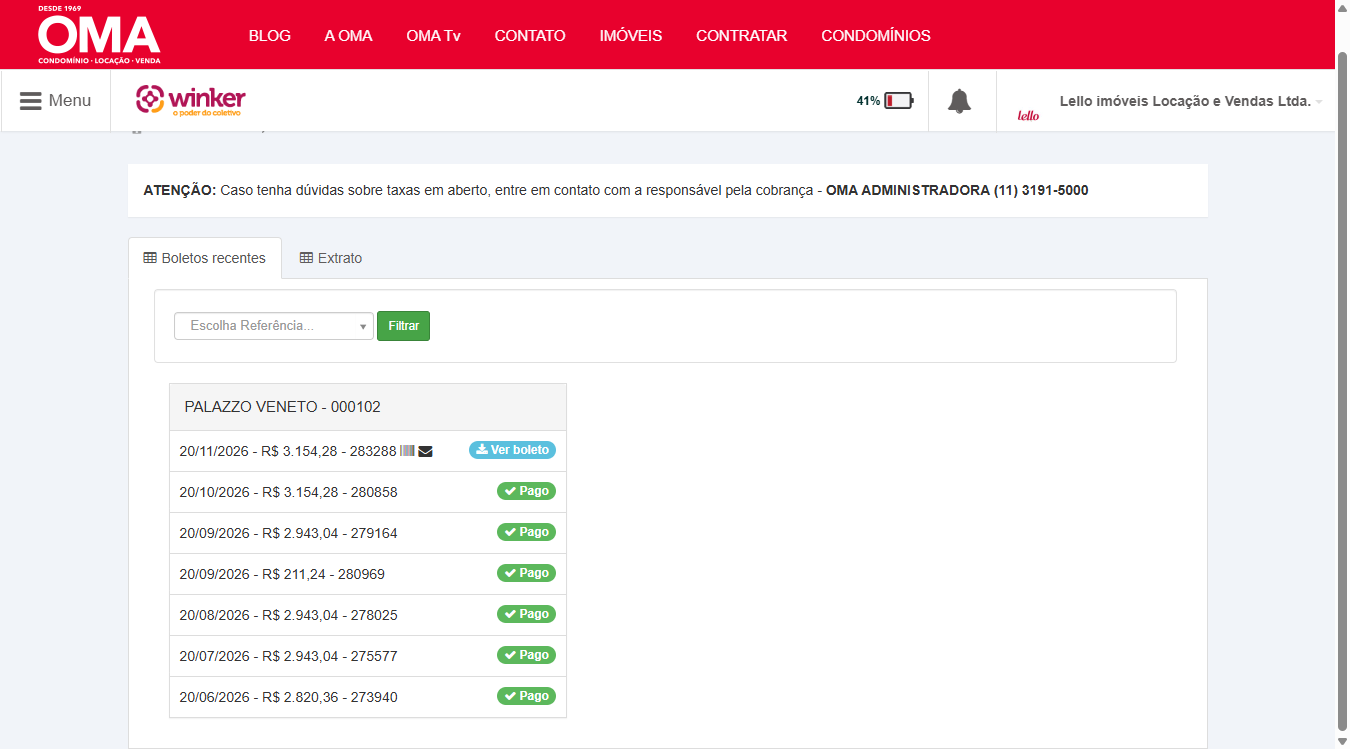 DESDE 1969
OMA
CONDOMÍNIO · LOCAÇÃO · VENDA
BLOG A OMA OMA Tv CONTATO IMÓVEIS CONTRATAR CONDOMÍNIOS
Menu
winker
o poder do coletivo
41%
lello
Lello imóveis Locação e Vendas Ltda.
ATENÇÃO: Caso tenha dúvidas sobre taxas em aberto, entre em contato com a responsável pela cobrança - OMA ADMINISTRADORA (11) 3191-5000
Boletos recentes Extrato
Escolha Referência... Filtrar
PALAZZO VENETO - 000102
20/11/2026 - R$ 3.154,28 - 283288 Ver boleto
20/10/2026 - R$ 3.154,28 - 280858 Pago
20/09/2026 - R$ 2.943,04 - 279164 Pago
20/09/2026 - R$ 211,24 - 280969 Pago
20/08/2026 - R$ 2.943,04 - 278025 Pago
20/07/2026 - R$ 2.943,04 - 275577 Pago
20/06/2026 - R$ 2.820,36 - 273940 Pago